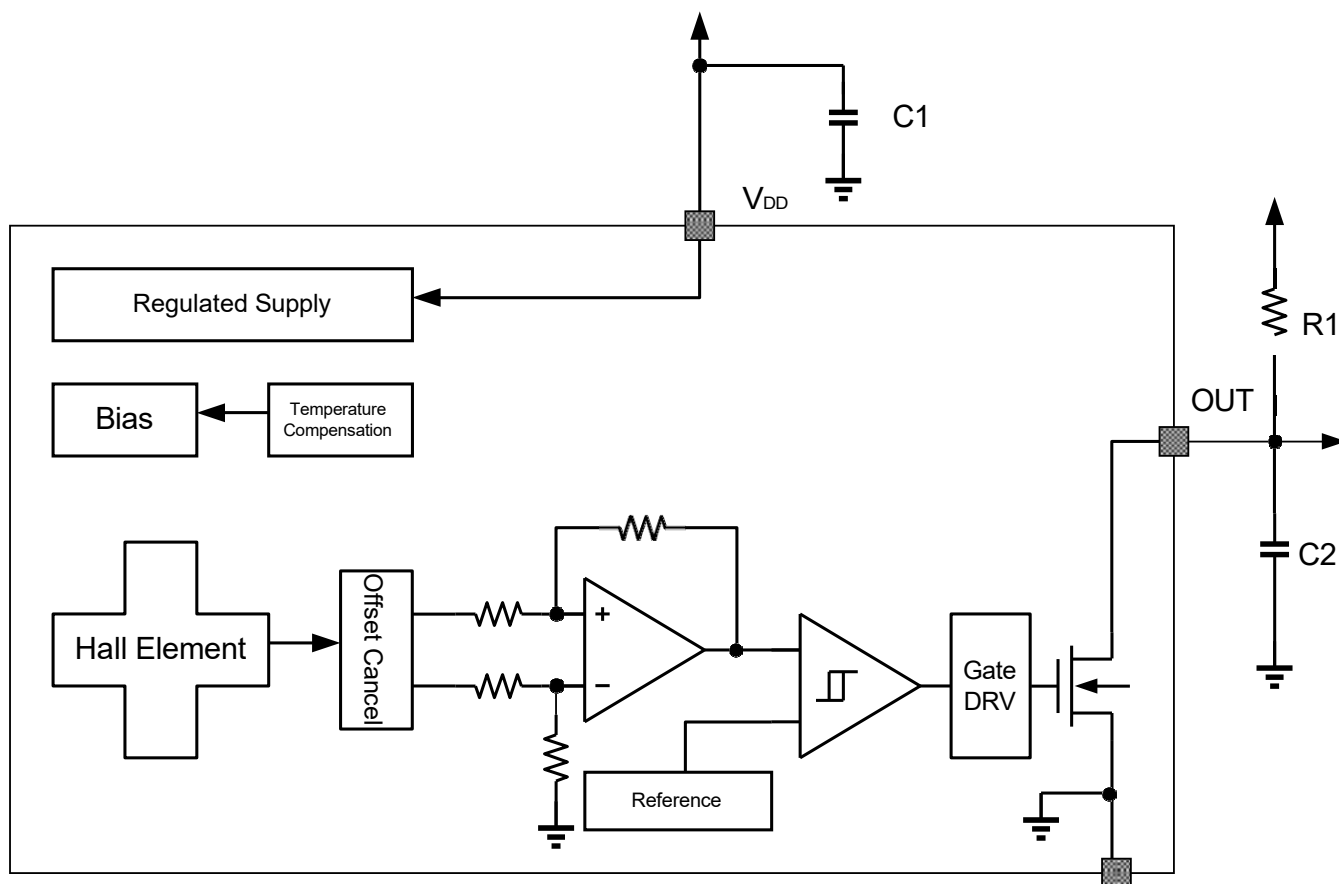 C1
VDD
Regulated Supply
R1
Bias
Temperature
Compensation
OUT
Hall Element
Offset Cancel
+
−
Gate
DRV
C2
Reference